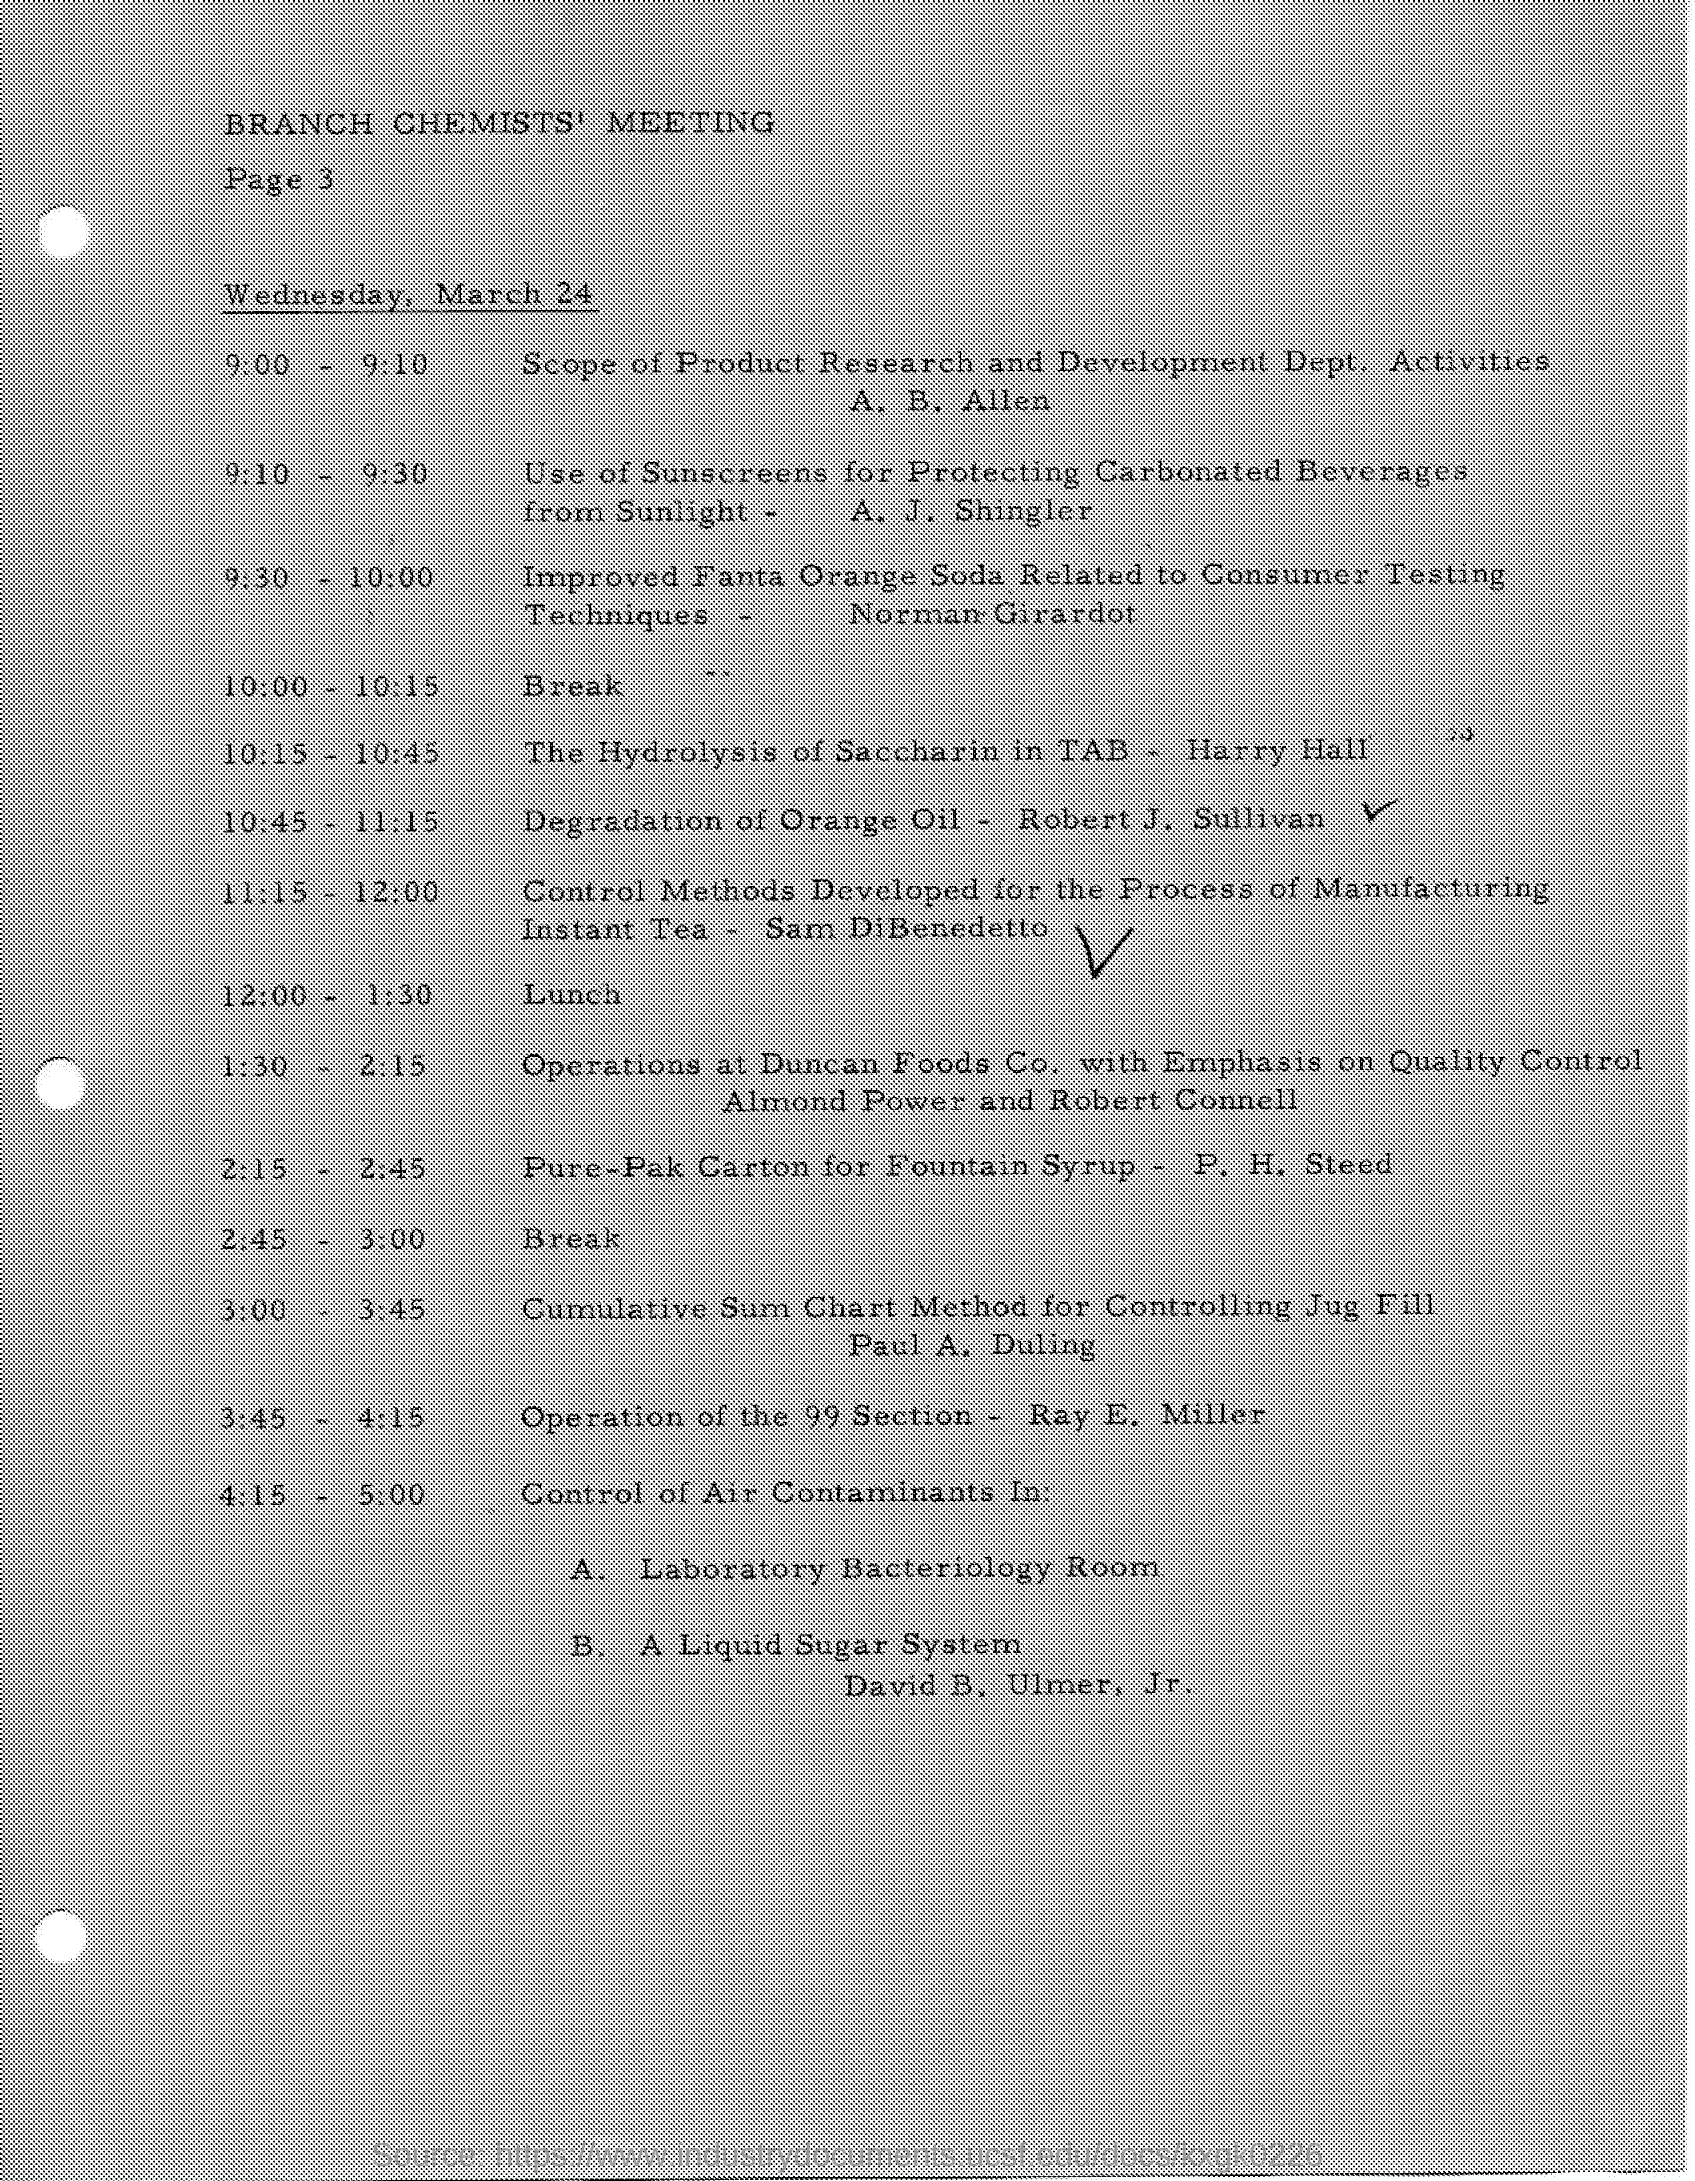 BRANCH CHEMISTS' MEETING
Page 3
Wednesday, March 24
9:00 - 9:10 Scope of Product Research and Development Dept. Activities
A. B. Allen
9:10 - 9:30 Use of Sunscreens for Protecting Carbonated Beverages
from Sunlight - A. J. Shingler
9:30 - 10:00 Improved Fanta Orange Soda Related to Consumer Testing
Techniques - Norman Girardot
10:00 - 10:15 Break
10:15 - 10:45 The Hydrolysis of Saccharin in TAB - Harry Hall
10:45 - 11:15 Degradation of Orange Oil - Robert J. Sullivan
11:15 - 12:00 Control Methods Developed for the Process of Manufacturing
Instant Tea - Sam DiBenedetto
12:00 - 1:30 Lunch
1:30 - 2:15 Operations at Duncan Foods Co. with Emphasis on Quality Control
Almond Power and Robert Connell
2:15 - 2:45 Pure-Pak Carton for Fountain Syrup - P. H. Steed
2:45 - 3:00 Break
3:00 - 3:45 Cumulative Sum Chart Method for Controlling Jug Fill
Paul A. Duling
3:45 - 4:15 Operation of the 99 Section - Ray E. Miller
4:15 - 5:00 Control of Air Contaminants In:
A. Laboratory Bacteriology Room
B. A Liquid Sugar System
David B. Ulmer, Jr.
Source: https://www.industrydocuments.ucsf.edu/docs/xxgk0226